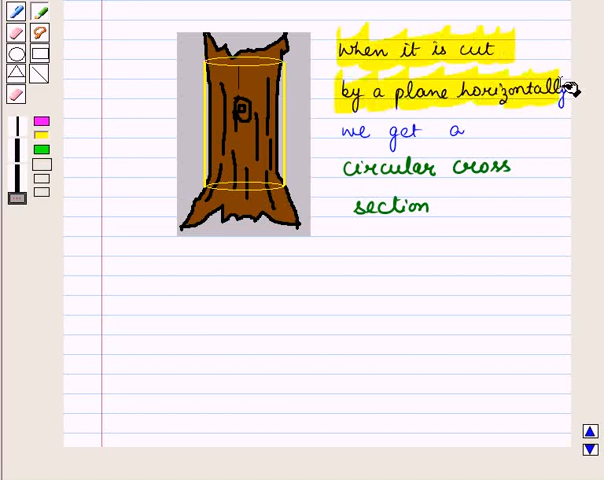 When it is cut
by a plane horizontally
we get a
circular cross
section